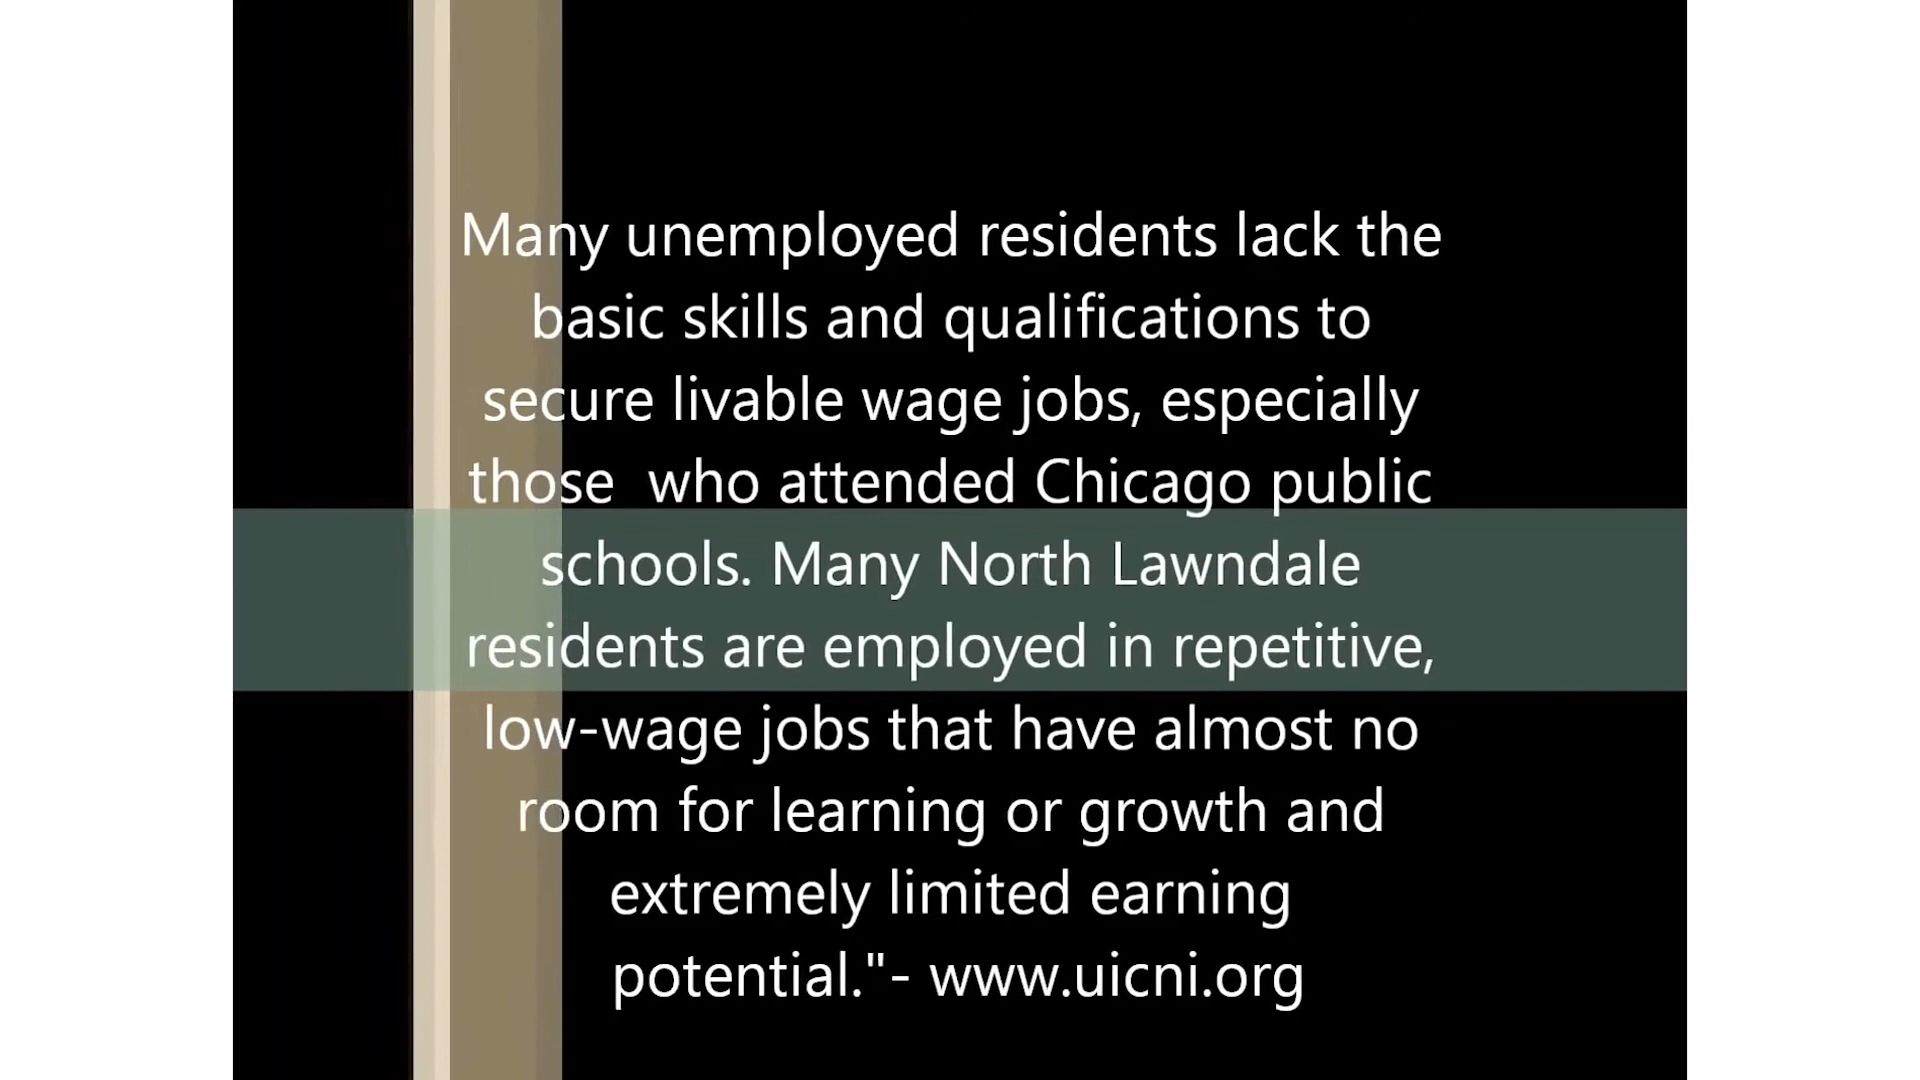 Many unemployed residents lack the
basic skills and qualifications to
secure livable wage jobs, especially
those  who attended Chicago public
schools. Many North Lawndale
residents are employed in repetitive,
low-wage jobs that have almost no
room for learning or growth and
extremely limited earning
potential."- www.uicni.org